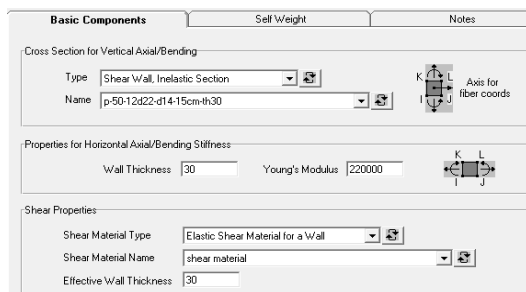 Basic Components Self Weight Notes
Cross Section for Vertical Axial/Bending
Type Shear Wall, Inelastic Section
Name p-50-12d22-d14-15cm-th30
K L
I J
Axis for
fiber coords
Properties for Horizontal Axial/Bending Stiffness
Wall Thickness 30 Young's Modulus 220000
K L
I J
Shear Properties
Shear Material Type Elastic Shear Material for a Wall
Shear Material Name shear material
Effective Wall Thickness 30